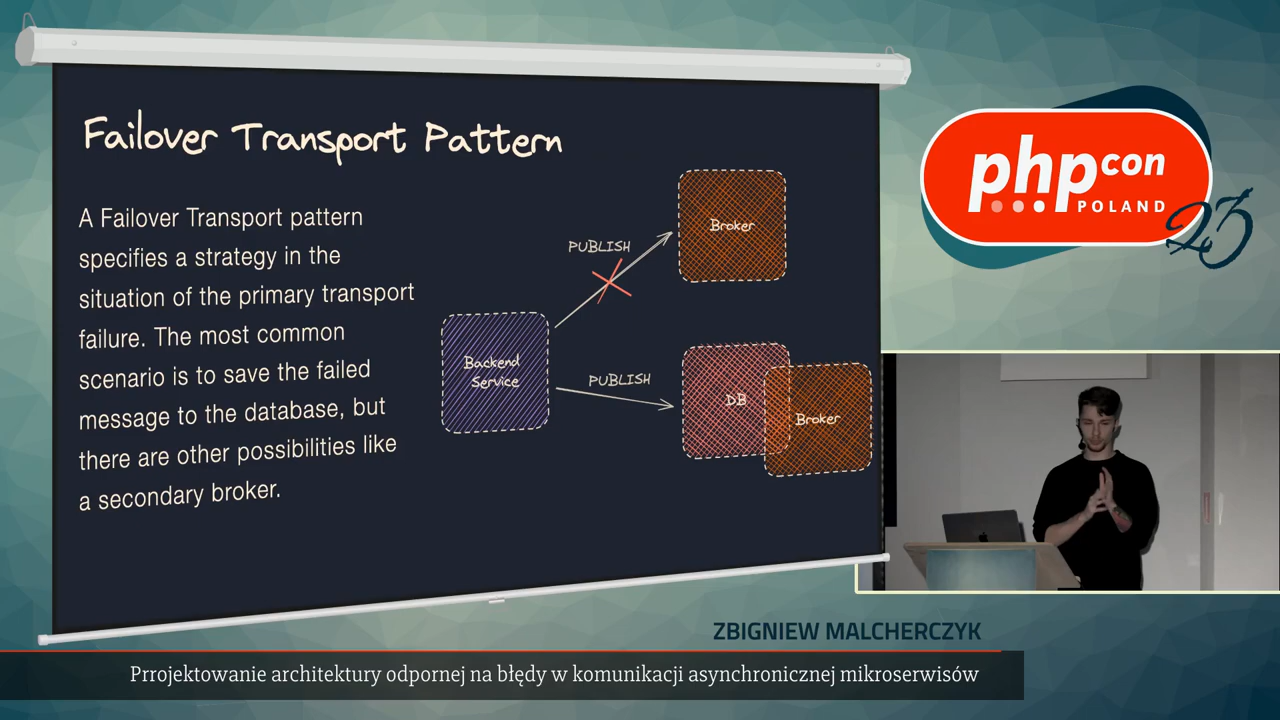 Failover Transport Pattern
A Failover Transport pattern
specifies a strategy in the
situation of the primary transport
failure. The most common
scenario is to save the failed
message to the database, but
there are other possibilities like
a secondary broker.
PUBLISH
Broker
Backend
Service
PUBLISH
DB
Broker
phpcon
POLAND
23
ZBIGNIEW MALCHERCZYK
Prrojektowanie architektury odpornej na błędy w komunikacji asynchronicznej mikroserwisów